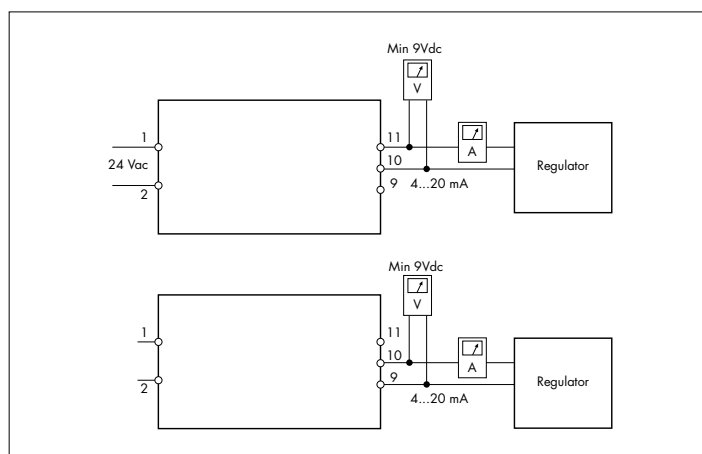 Min 9Vdc
V
1
11
A
24 Vac
10
Regulator
2
9
4...20 mA
Min 9Vdc
V
1
11
10
A
2
9
Regulator
4...20 mA